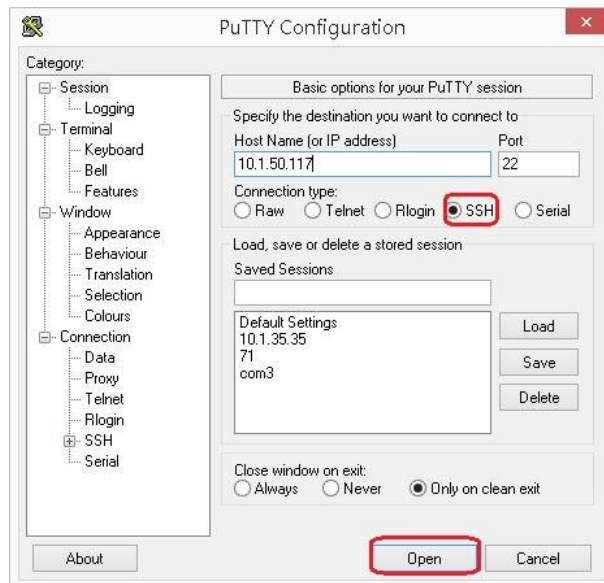 PuTTY Configuration
Category:
Session
Logging
Terminal
Keyboard
Bell
Features
Window
Appearance
Behaviour
Translation
Selection
Colours
Connection
Data
Proxy
Telnet
Rlogin
SSH
Serial
Basic options for your PuTTY session
Specify the destination you want to connect to
Host Name (or IP address) Port
10.1.50.117 22
Connection type:
Raw Telnet Rlogin SSH Serial
Load, save or delete a stored session
Saved Sessions
Default Settings
10.1.35.35
71
com3
Load
Save
Delete
Close window on exit:
Always Never Only on clean exit
About Open Cancel